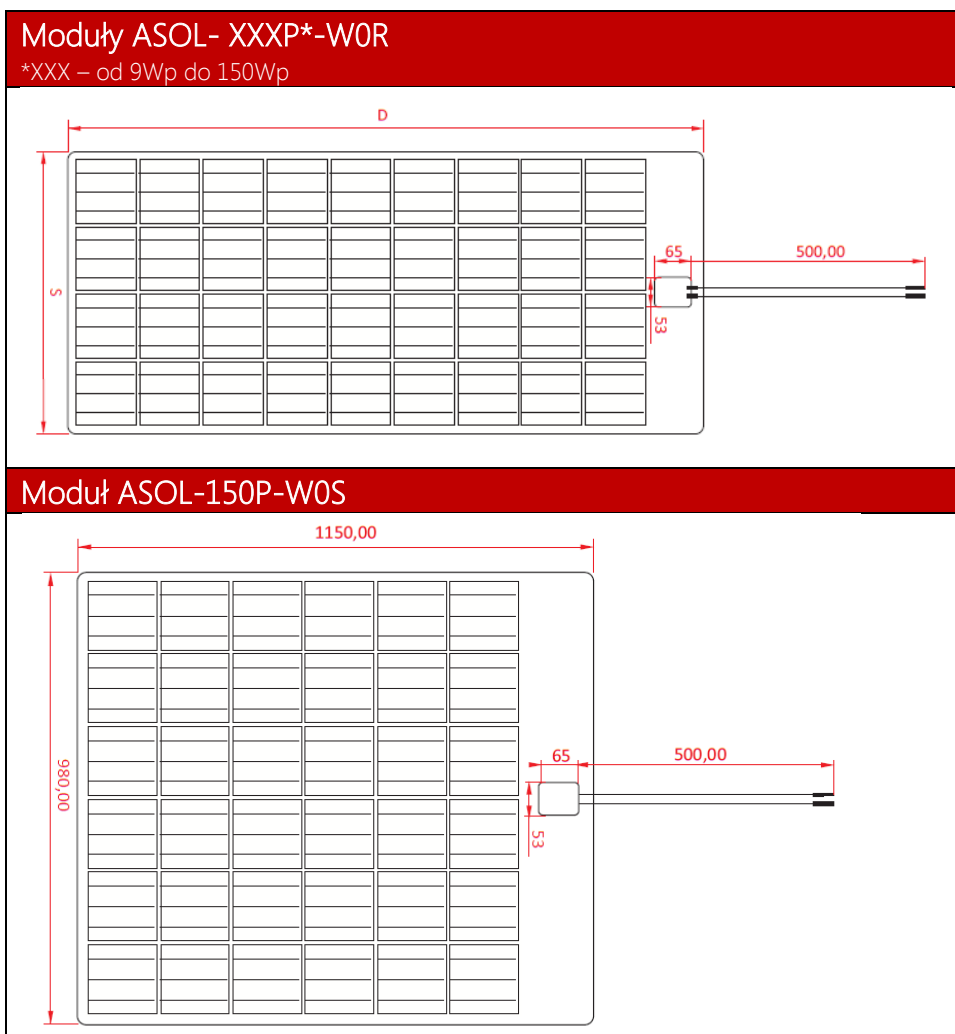 Moduły ASOL- XXXP*-W0R
*XXX – od 9Wp do 150Wp
D
S
65
500,00
53
Moduł ASOL-150P-W0S
1150,00
980,00
65
500,00
53